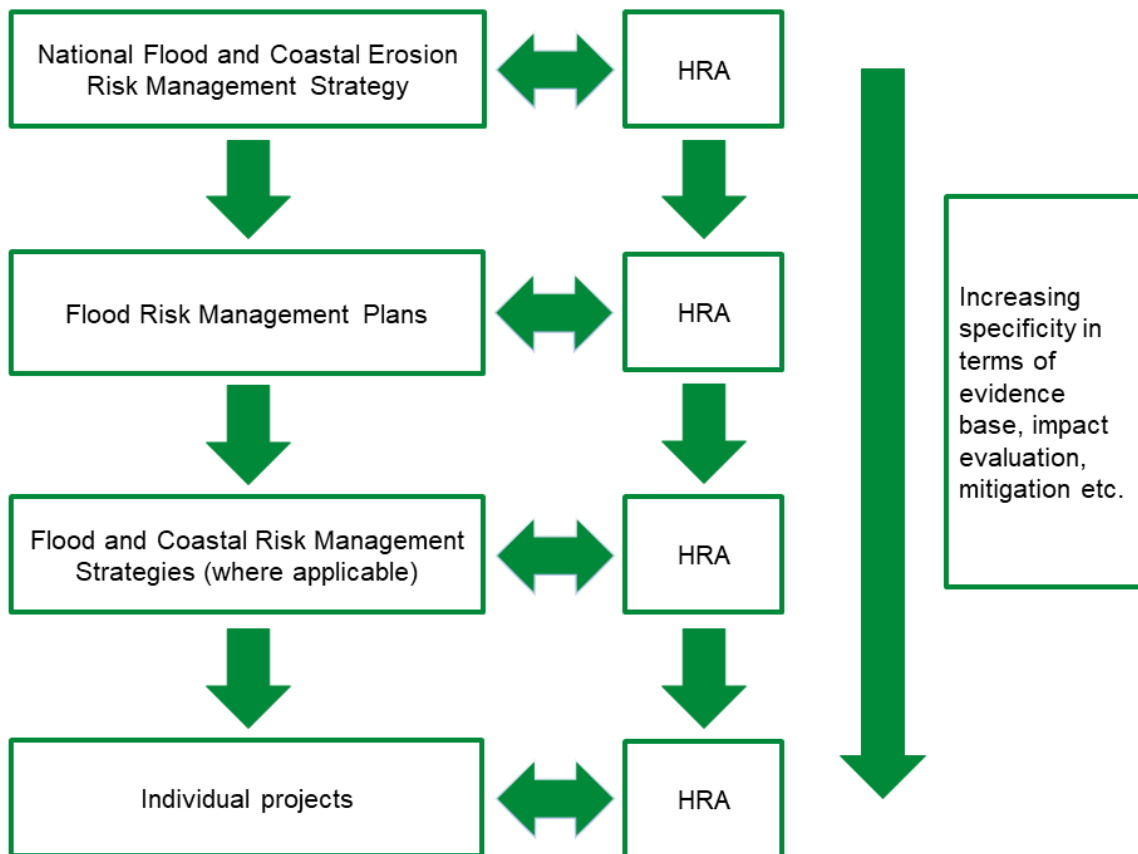 National Flood and Coastal Erosion
Risk Management Strategy
HRA
Flood Risk Management Plans
HRA
Flood and Coastal Risk Management
Strategies (where applicable)
HRA
Individual projects
HRA
Increasing
specificity in
terms of
evidence
base, impact
evaluation,
mitigation etc.